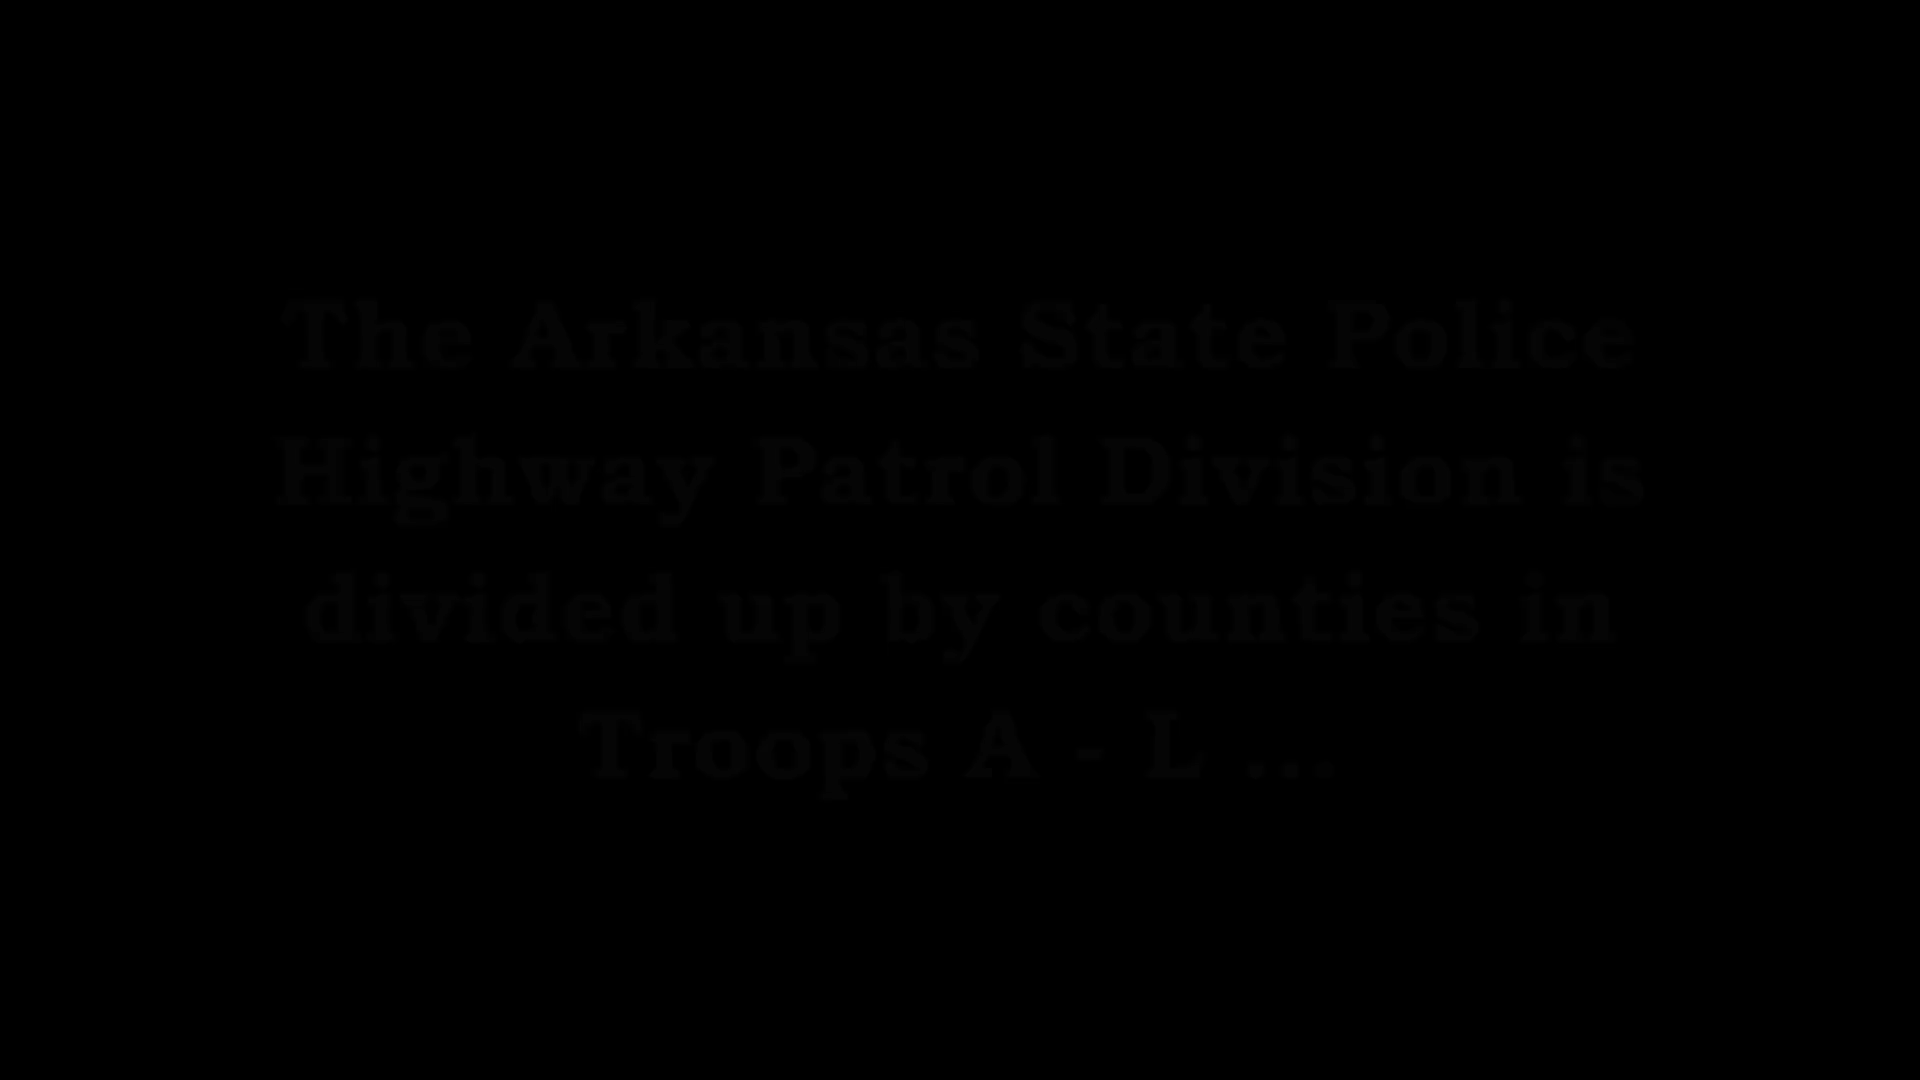 The Arkansas State Police
Highway Patrol Division is
divided up by counties in
Troops A - L ...